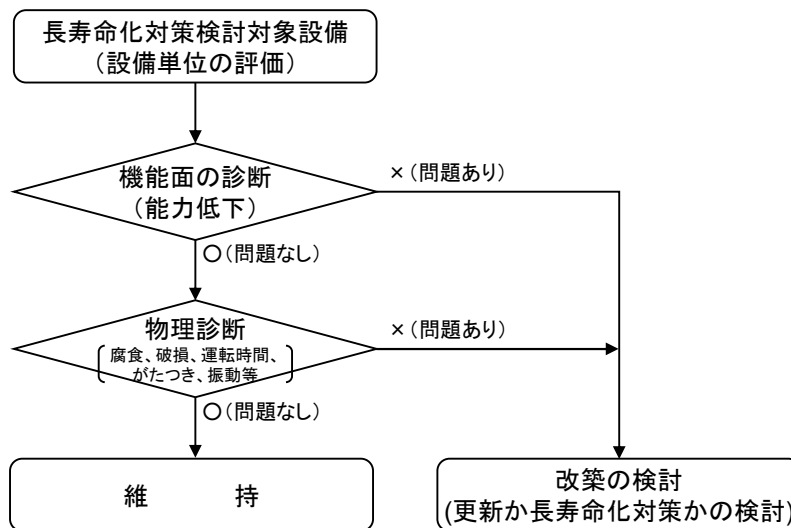 長寿命化対策検討対象設備
（設備単位の評価）
機能面の診断
（能力低下）
×（問題あり）
○（問題なし）
物理診断
腐食、破損、運転時間、
がたつき、振動等
×（問題あり）
○（問題なし）
維　　　持
改築の検討
(更新か長寿命化対策かの検討)